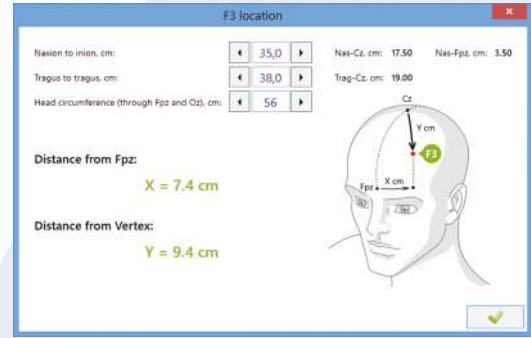 F3 location
Nasion to inion, cm: 35,0 Nas-Cz, cm: 17.50 Nas-Fpz, cm: 3.50
Tragus to tragus, cm: 38,0 Trag-Cz, cm: 19.00
Head circumference (through Fpz and Oz), cm: 56
Cz
Y cm
F3
Distance from Fpz:
X = 7.4 cm
X cm
Fpz
Distance from Vertex:
Y = 9.4 cm